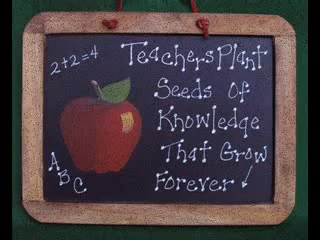 2+2=4
Teachers Plant
Seeds Of
Knowledge
That Grow
Forever
A
B
C